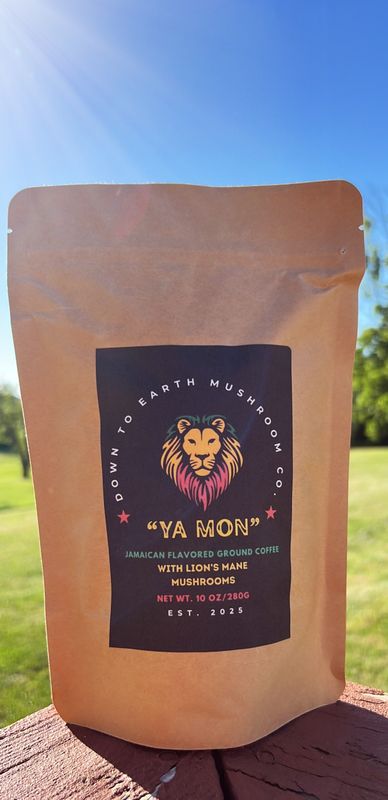 DOWN TO EARTH MUSHROOM CO.
“YA MON”
JAMAICAN FLAVORED GROUND COFFEE
WITH LION'S MANE
MUSHROOMS
NET WT. 10 OZ/280G
EST. 2025